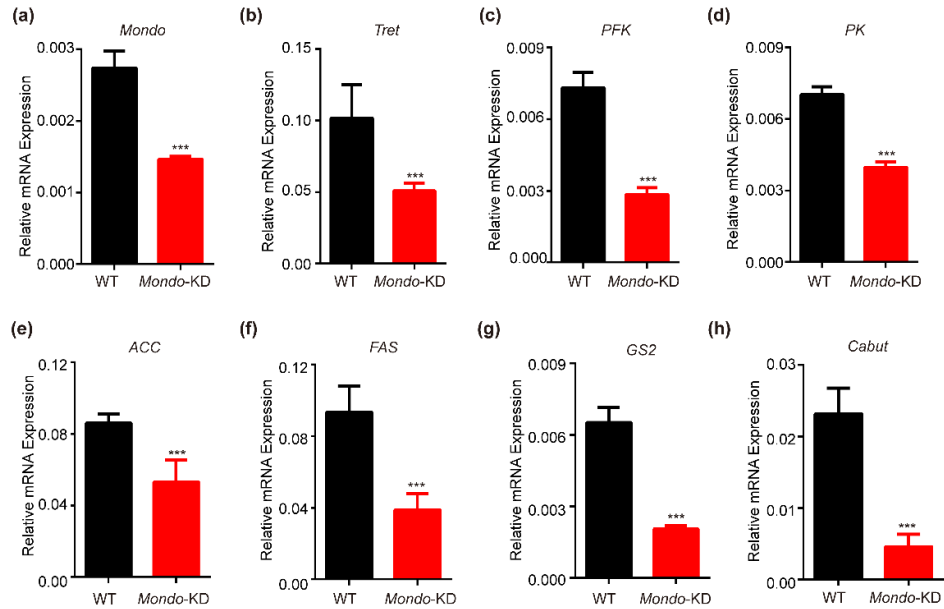 (a)
Mondo
Relative mRNA Expression
0.003
0.002
0.001
0.000
***
WT
Mondo-KD
(b)
Tret
Relative mRNA Expression
0.15
0.10
0.05
0.00
***
WT
Mondo-KD
(c)
PFK
Relative mRNA Expression
0.009
0.006
0.003
0.000
***
WT
Mondo-KD
(d)
PK
Relative mRNA Expression
0.009
0.006
0.003
0.000
***
WT
Mondo-KD
(e)
ACC
Relative mRNA Expression
0.12
0.08
0.04
0.00
***
WT
Mondo-KD
(f)
FAS
Relative mRNA Expression
0.12
0.08
0.04
0.00
***
WT
Mondo-KD
(g)
GS2
Relative mRNA Expression
0.009
0.006
0.003
0.000
***
WT
Mondo-KD
(h)
Cabut
Relative mRNA Expression
0.03
0.02
0.01
0.00
***
WT
Mondo-KD